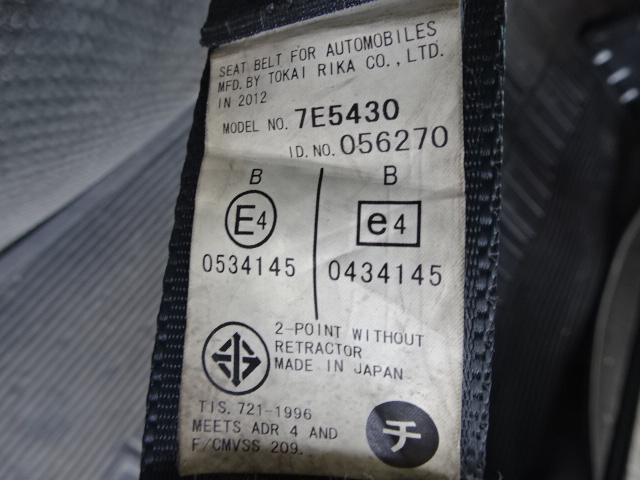 SEAT BELT FOR AUTOMOBILES
MFD. BY TOKAI RIKA CO., LTD.
IN 2012
MODEL NO. 7E5430
I D. NO. 056270
B B
E4 e4
0534145 0434145
2-POINT WITHOUT
RETRACTOR
MADE IN JAPAN
TIS. 721-1996
MEETS ADR 4 AND
F/CMVSS 209.
チ